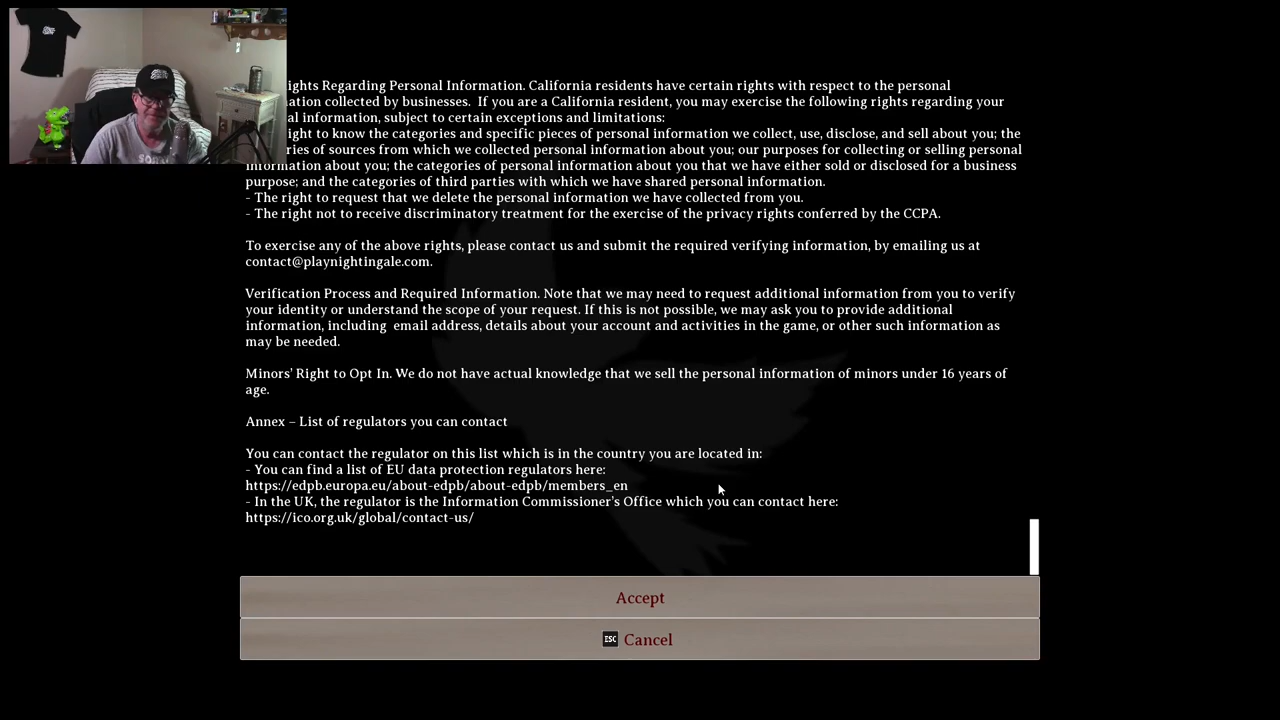 ights Regarding Personal Information. California residents have certain rights with respect to the personal
ation collected by businesses.  If you are a California resident, you may exercise the following rights regarding your
al information, subject to certain exceptions and limitations:
ight to know the categories and specific pieces of personal information we collect, use, disclose, and sell about you; the
ries of sources from which we collected personal information about you; our purposes for collecting or selling personal
information about you; the categories of personal information about you that we have either sold or disclosed for a business
purpose; and the categories of third parties with which we have shared personal information.
- The right to request that we delete the personal information we have collected from you.
- The right not to receive discriminatory treatment for the exercise of the privacy rights conferred by the CCPA.
To exercise any of the above rights, please contact us and submit the required verifying information, by emailing us at
contact@playnightingale.com.
Verification Process and Required Information. Note that we may need to request additional information from you to verify
your identity or understand the scope of your request. If this is not possible, we may ask you to provide additional
information, including  email address, details about your account and activities in the game, or other such information as
may be needed.
Minors' Right to Opt In. We do not have actual knowledge that we sell the personal information of minors under 16 years of
age.
Annex – List of regulators you can contact
You can contact the regulator on this list which is in the country you are located in:
- You can find a list of EU data protection regulators here:
https://edpb.europa.eu/about-edpb/about-edpb/members_en
- In the UK, the regulator is the Information Commissioner's Office which you can contact here:
https://ico.org.uk/global/contact-us/
Accept
ESC Cancel